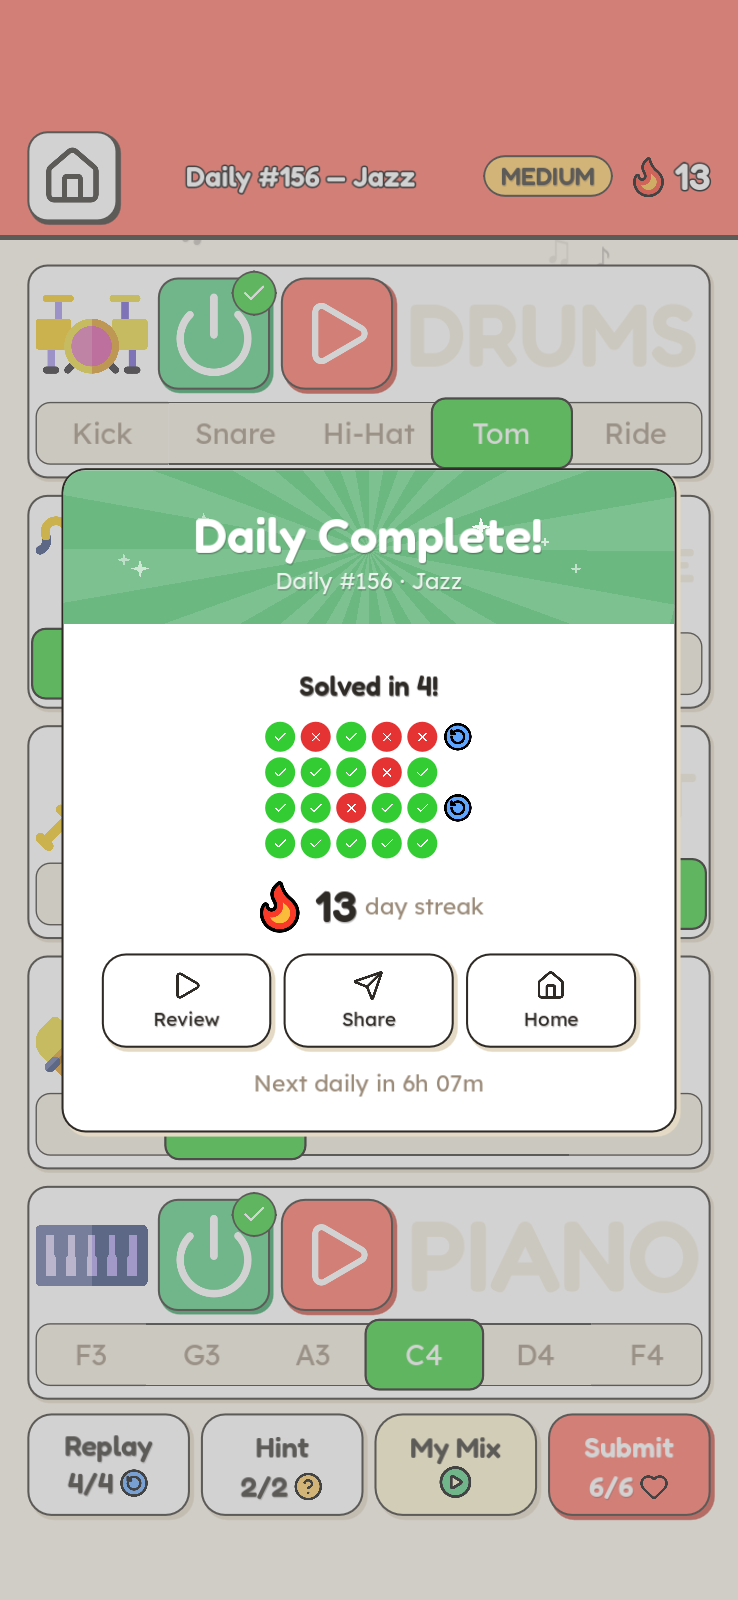 Daily #156 – Jazz
MEDIUM
13
DRUMS
Kick
Snare
Hi-Hat
Tom
Ride
Daily Complete!
Daily #156 · Jazz
Solved in 4!
13 day streak
Review
Share
Home
Next daily in 6h 07m
PIANO
F3
G3
A3
C4
D4
F4
Replay
4/4
Hint
2/2
?
My Mix
Submit
6/6